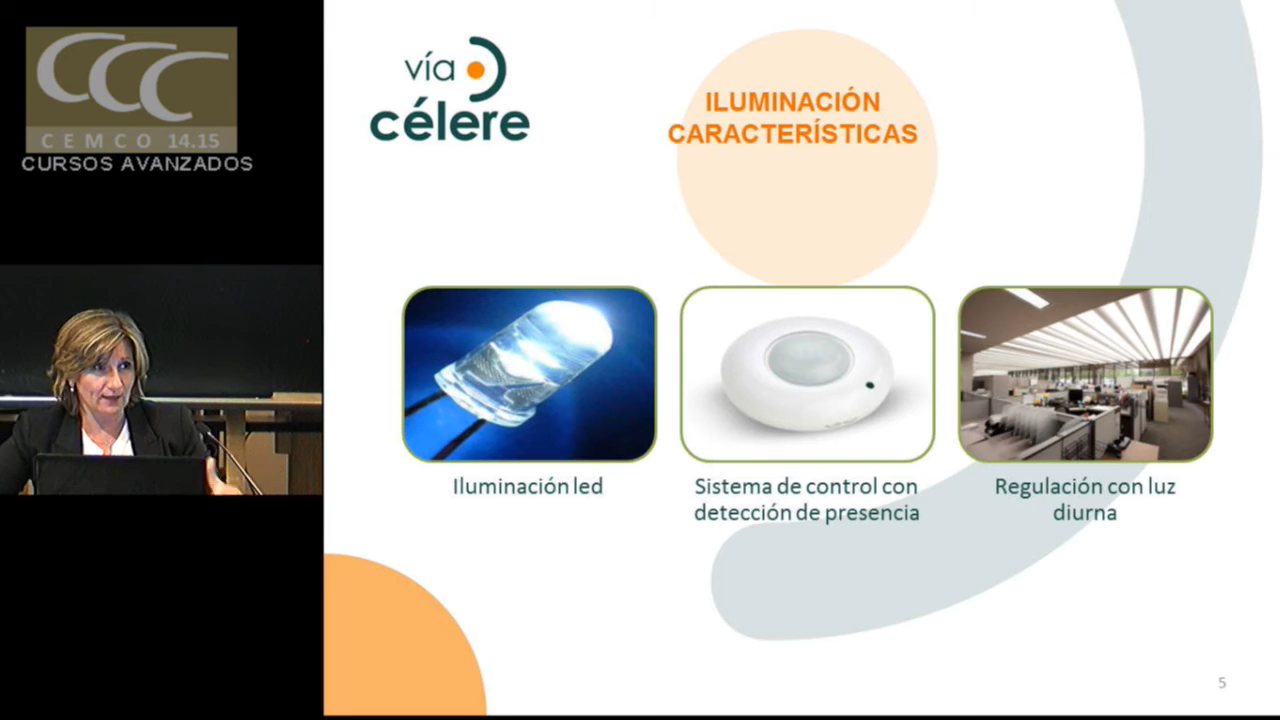 CCC
CEMCO 14.15
CURSOS AVANZADOS
vía
célere
ILUMINACIÓN
CARACTERÍSTICAS
Iluminación led
Sistema de control con
detección de presencia
Regulación con luz
diurna
5